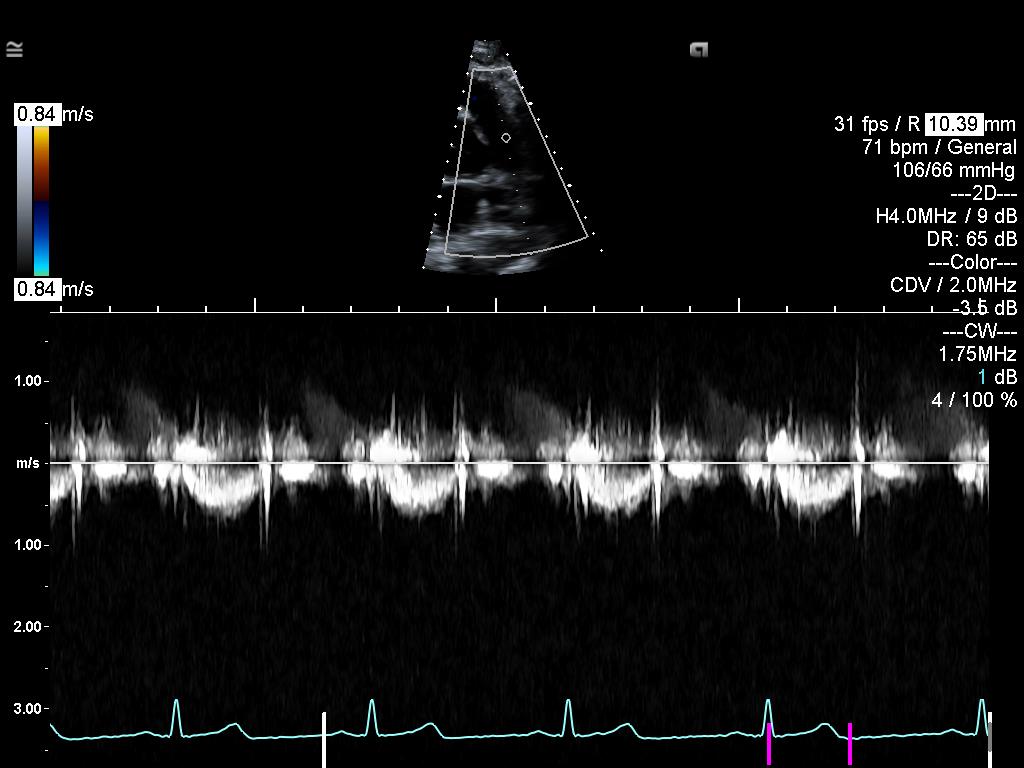 0.84 m/s
0.84 m/s
31 fps / R 10.39 mm
71 bpm / General
106/66 mmHg
---2D---
H4.0MHz / 9 dB
DR: 65 dB
---Color---
CDV / 2.0MHz
-3.5 dB
---CW---
1.75MHz
1 dB
4 / 100 %
1.00
m/s
1.00
2.00
3.00